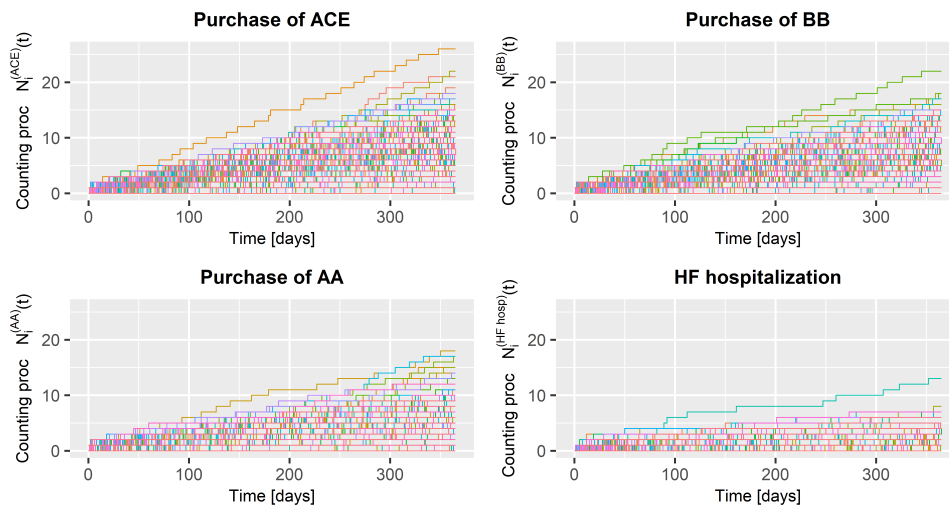 Purchase of ACE
Counting proc N_i^(ACE)(t)
20
10
0
0 100 200 300
Time [days]
Purchase of BB
Counting proc N_i^(BB)(t)
20
10
0
0 100 200 300
Time [days]
Purchase of AA
Counting proc N_i^(AA)(t)
20
10
0
0 100 200 300
Time [days]
HF hospitalization
Counting proc N_i^(HF hosp)(t)
20
10
0
0 100 200 300
Time [days]